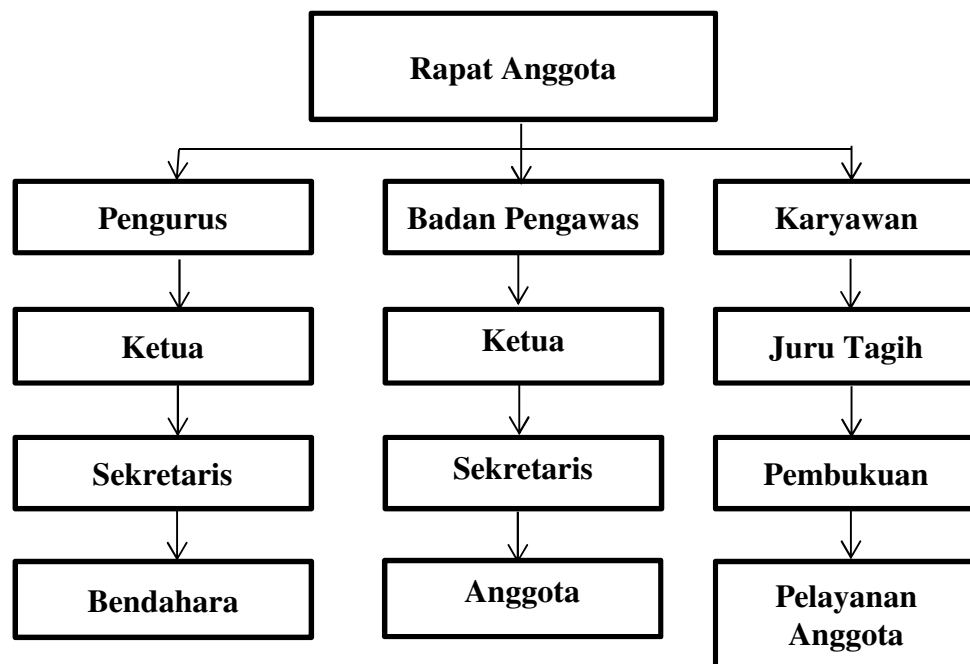 Rapat Anggota
Pengurus
Badan Pengawas
Karyawan
Ketua
Ketua
Juru Tagih
Sekretaris
Sekretaris
Pembukuan
Bendahara
Anggota
Pelayanan
Anggota